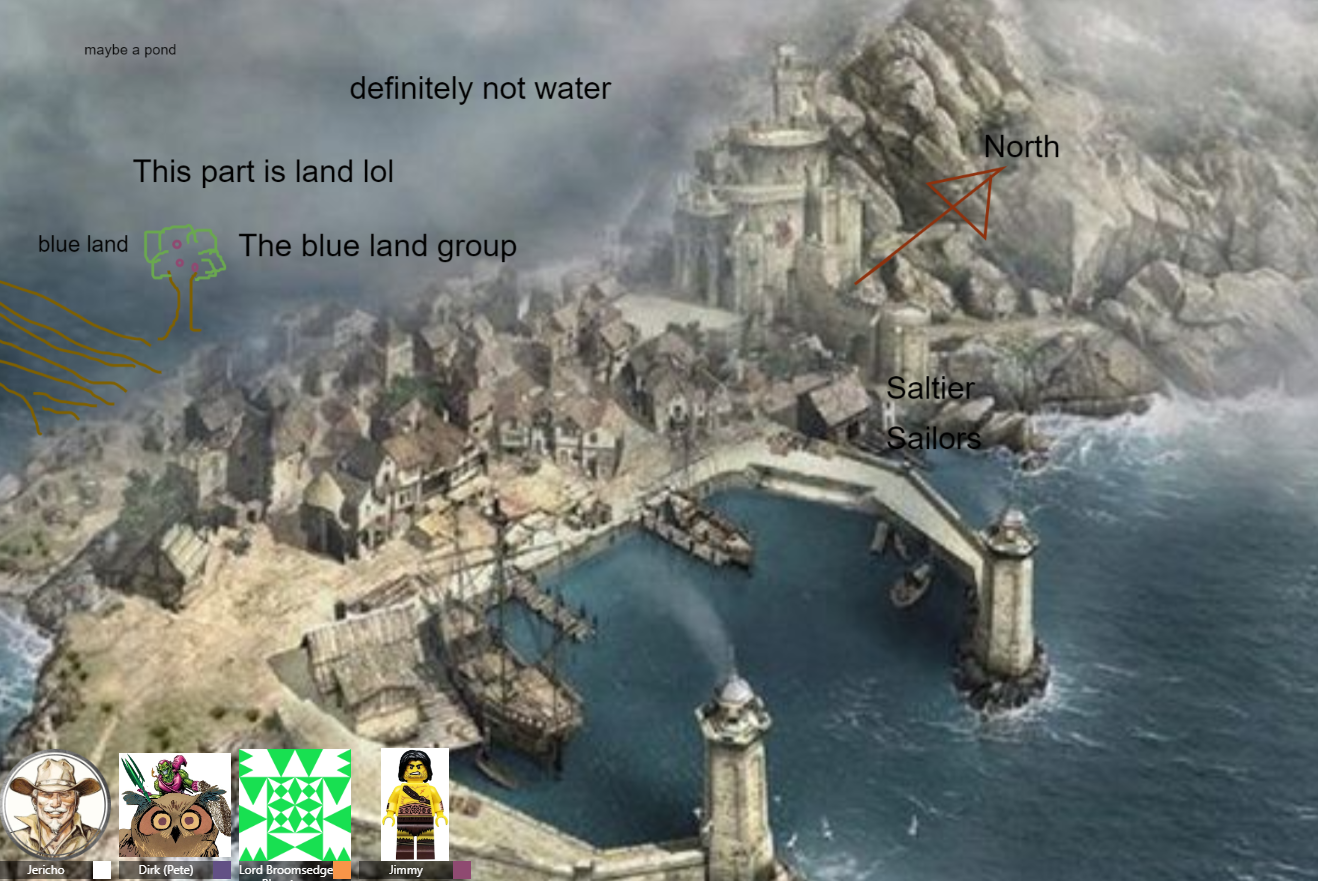 maybe a pond
definitely not water
North
This part is land lol
blue land
The blue land group
Saltier
Sailors
Jericho
Dirk (Pete)
Lord Broomsedge
Jimmy